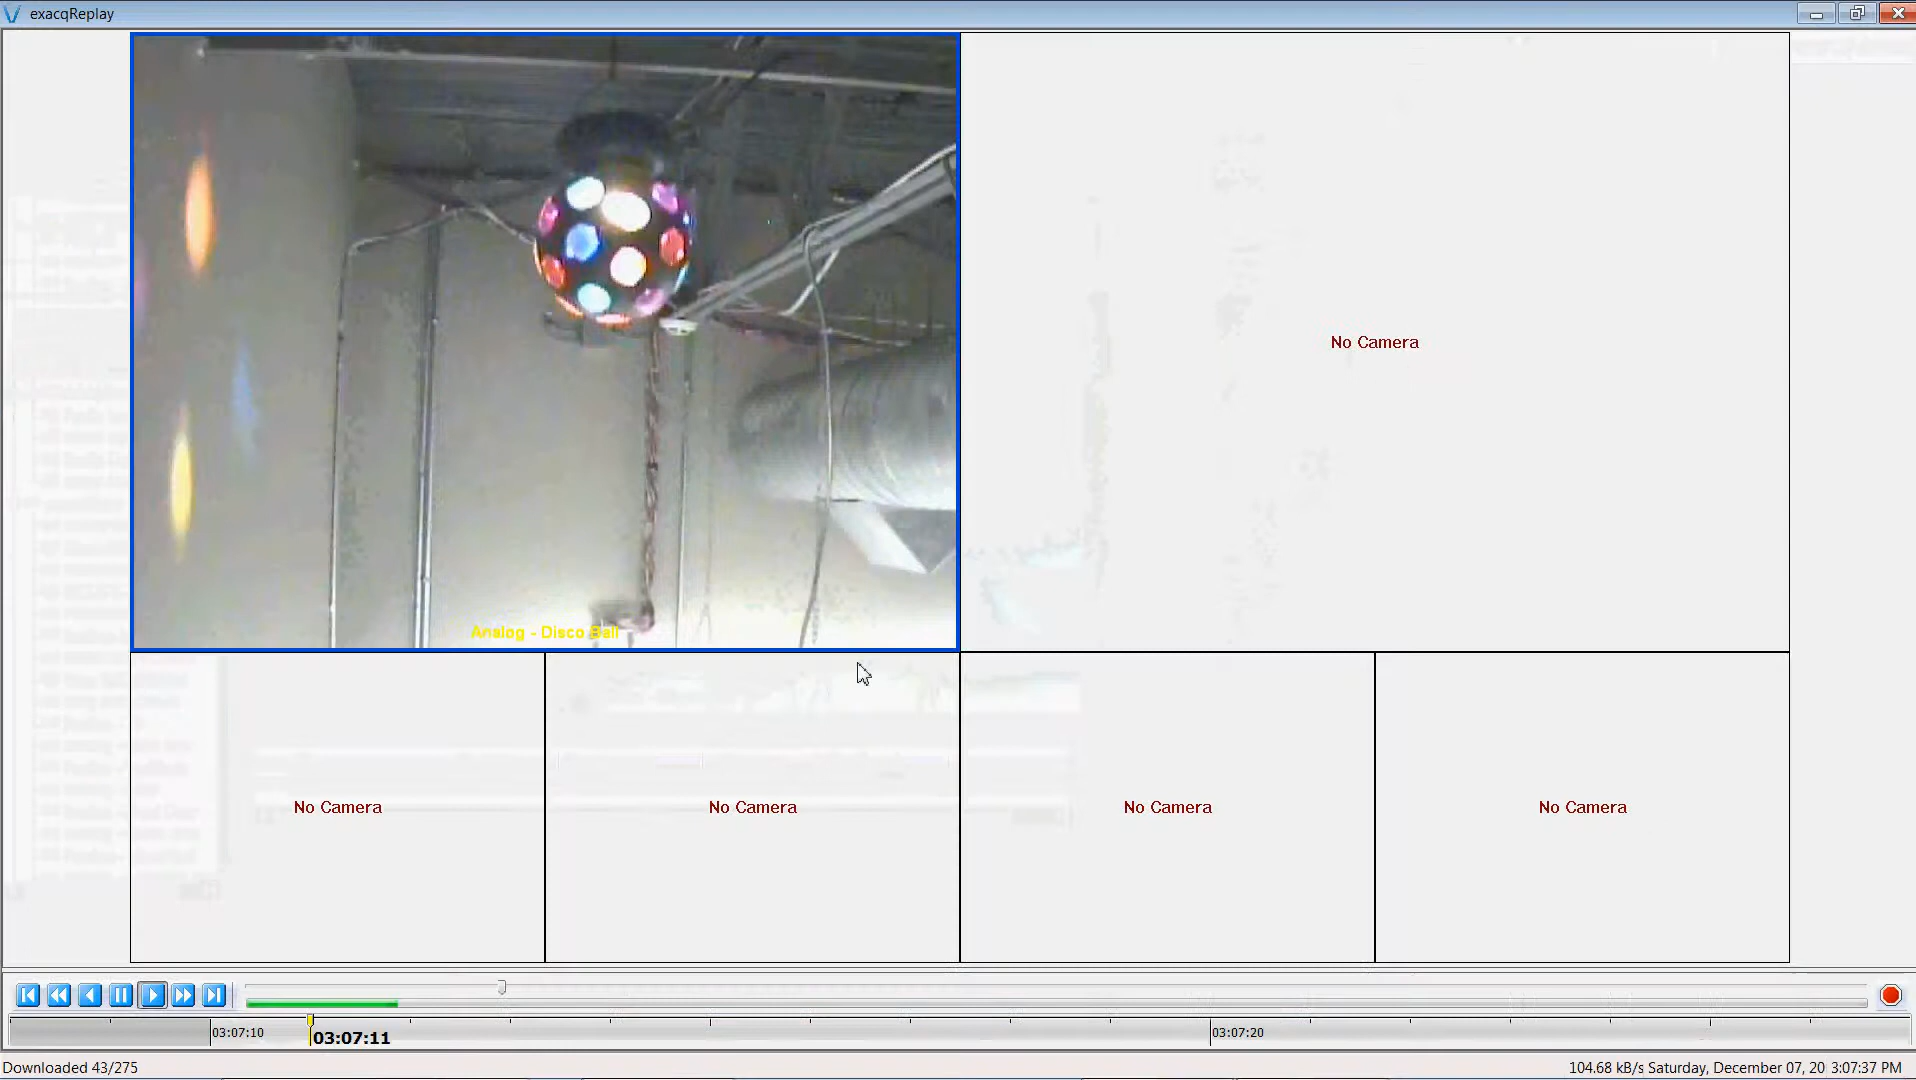 exacqReplay
No Camera
Analog - Disco Ball
No Camera
No Camera
No Camera
No Camera
03:07:10
03:07:11
03:07:20
Downloaded 43/275
104.68 kB/s Saturday, December 07, 20 3:07:37 PM